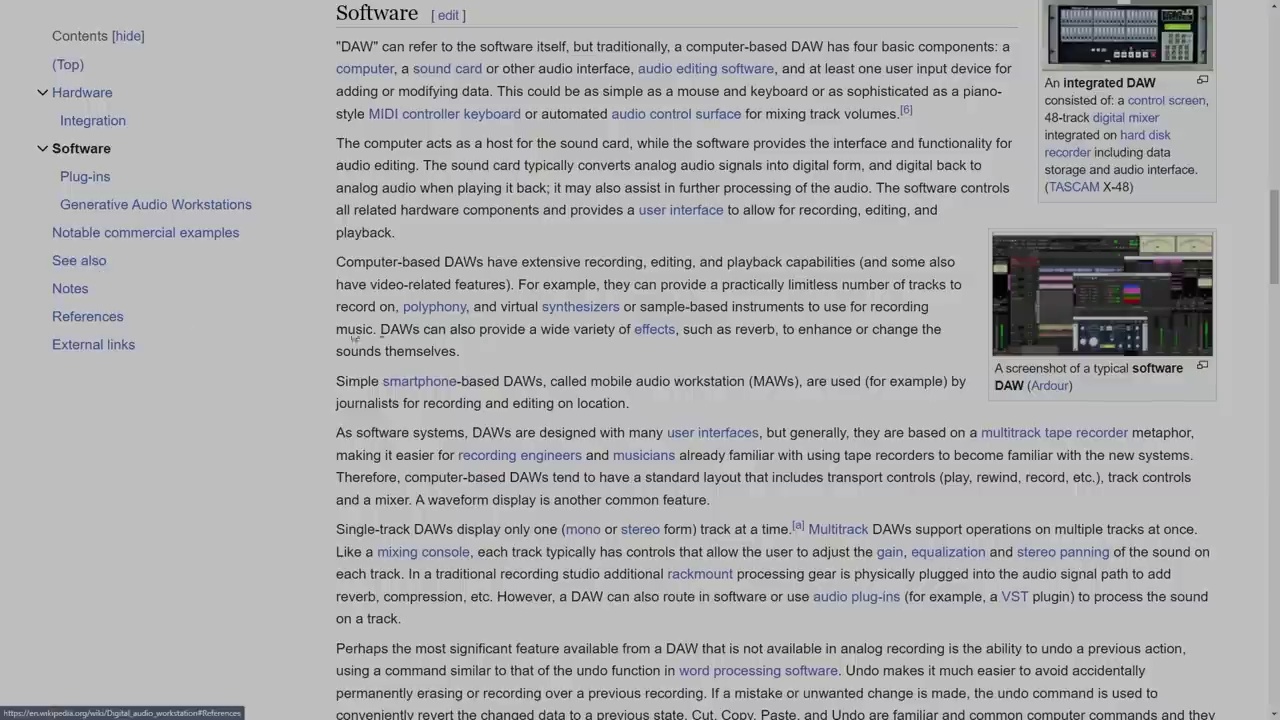 Contents [hide]
(Top)
Hardware
Integration
Software
Plug-ins
Generative Audio Workstations
Notable commercial examples
See also
Notes
References
External links
Software [ edit ]
"DAW" can refer to the software itself, but traditionally, a computer-based DAW has four basic components: a
computer, a sound card or other audio interface, audio editing software, and at least one user input device for
adding or modifying data. This could be as simple as a mouse and keyboard or as sophisticated as a piano-
style MIDI controller keyboard or automated audio control surface for mixing track volumes.[6]
The computer acts as a host for the sound card, while the software provides the interface and functionality for
audio editing. The sound card typically converts analog audio signals into digital form, and digital back to
analog audio when playing it back; it may also assist in further processing of the audio. The software controls
all related hardware components and provides a user interface to allow for recording, editing, and
playback.
Computer-based DAWs have extensive recording, editing, and playback capabilities (and some also
have video-related features). For example, they can provide a practically limitless number of tracks to
record on, polyphony, and virtual synthesizers or sample-based instruments to use for recording
music. DAWs can also provide a wide variety of effects, such as reverb, to enhance or change the
sounds themselves.
Simple smartphone-based DAWs, called mobile audio workstation (MAWs), are used (for example) by
journalists for recording and editing on location.
As software systems, DAWs are designed with many user interfaces, but generally, they are based on a multitrack tape recorder metaphor,
making it easier for recording engineers and musicians already familiar with using tape recorders to become familiar with the new systems.
Therefore, computer-based DAWs tend to have a standard layout that includes transport controls (play, rewind, record, etc.), track controls
and a mixer. A waveform display is another common feature.
Single-track DAWs display only one (mono or stereo form) track at a time.[a] Multitrack DAWs support operations on multiple tracks at once.
Like a mixing console, each track typically has controls that allow the user to adjust the gain, equalization and stereo panning of the sound on
each track. In a traditional recording studio additional rackmount processing gear is physically plugged into the audio signal path to add
reverb, compression, etc. However, a DAW can also route in software or use audio plug-ins (for example, a VST plugin) to process the sound
on a track.
Perhaps the most significant feature available from a DAW that is not available in analog recording is the ability to undo a previous action,
using a command similar to that of the undo function in word processing software. Undo makes it much easier to avoid accidentally
permanently erasing or recording over a previous recording. If a mistake or unwanted change is made, the undo command is used to
conveniently revert the changed data to a previous state. Cut, Copy, Paste, and Undo are familiar and common computer commands and they
An integrated DAW
consisted of: a control screen,
48-track digital mixer
integrated on hard disk
recorder including data
storage and audio interface.
(TASCAM X-48)
A screenshot of a typical software
DAW (Ardour)
https://en.wikipedia.org/wiki/Digital_audio_workstation#References